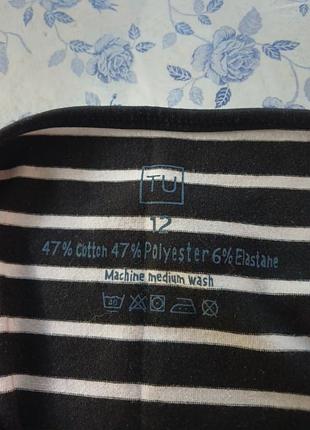 TU
12
47% Cotton 47% Polyester 6% Elastane
Machine medium wash